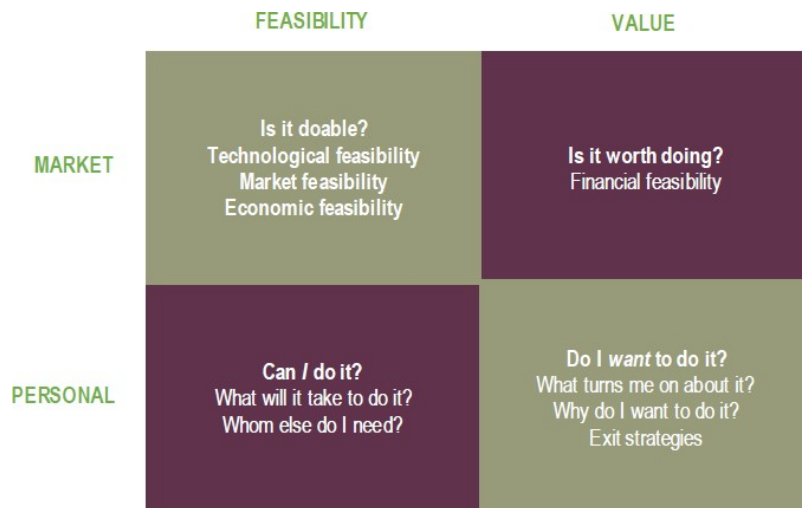 FEASIBILITY
VALUE
MARKET
Is it doable?
Technological feasibility
Market feasibility
Economic feasibility
Is it worth doing?
Financial feasibility
PERSONAL
Can I do it?
What will it take to do it?
Whom else do I need?
Do I want to do it?
What turns me on about it?
Why do I want to do it?
Exit strategies